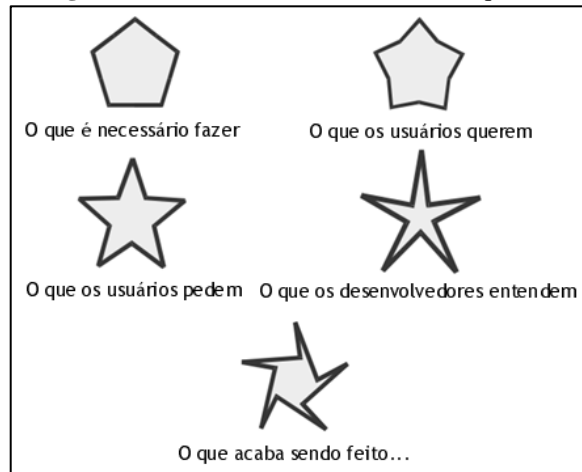 O que é necessário fazer
O que os usuários querem
O que os usuários pedem
O que os desenvolvedores entendem
O que acaba sendo feito...